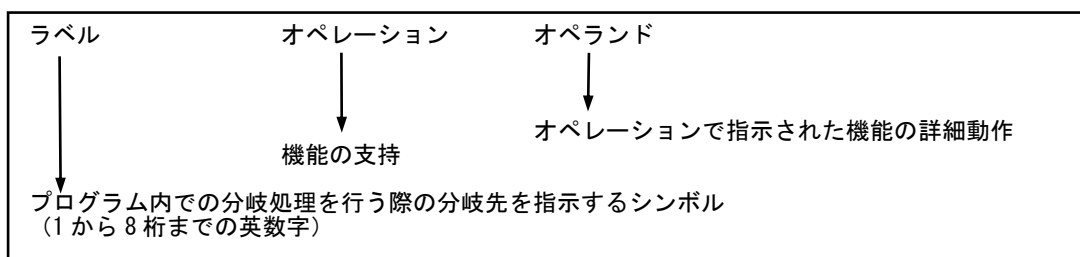 ラベル オペレーション オペランド
オペレーションで指示された機能の詳細動作
機能の支持
プログラム内での分岐処理を行う際の分岐先を指示するシンボル
（1から8桁までの英数字）